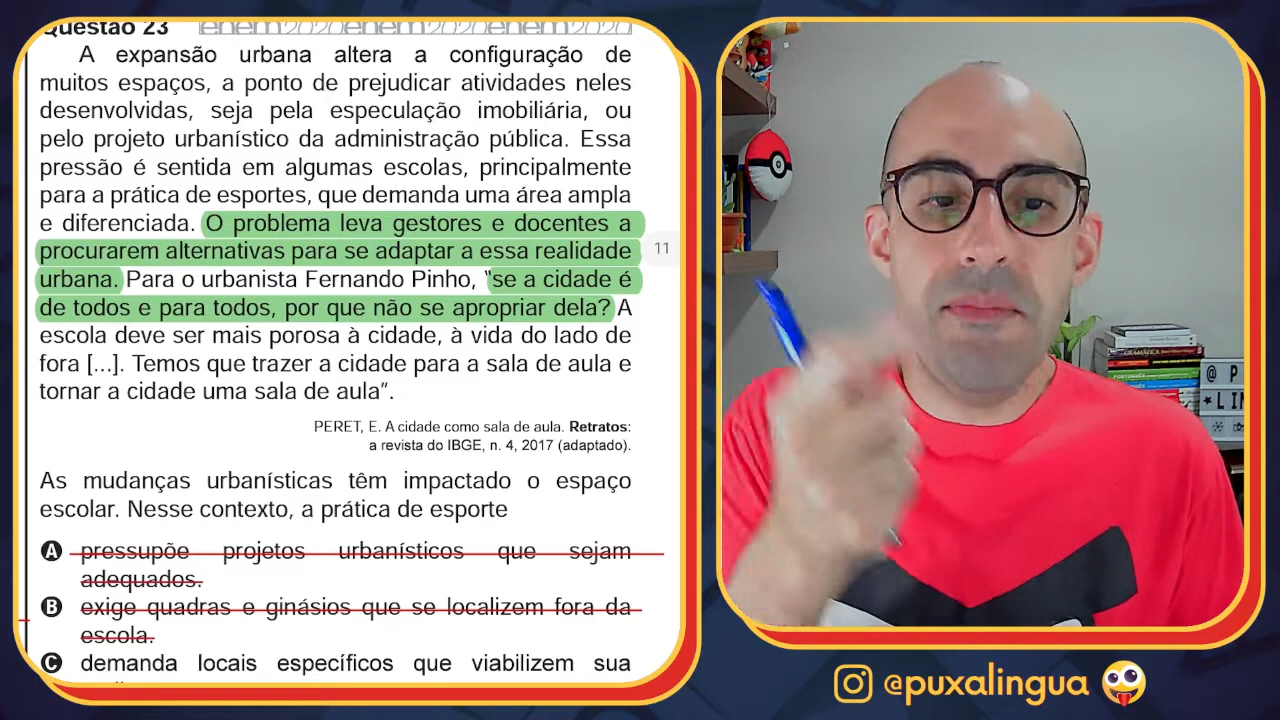 Questão 23
enem2020enem2020enem2020
A expansão urbana altera a configuração de
muitos espaços, a ponto de prejudicar atividades neles
desenvolvidas, seja pela especulação imobiliária, ou
pelo projeto urbanístico da administração pública. Essa
pressão é sentida em algumas escolas, principalmente
para a prática de esportes, que demanda uma área ampla
e diferenciada. O problema leva gestores e docentes a
procurarem alternativas para se adaptar a essa realidade
urbana. Para o urbanista Fernando Pinho, "se a cidade é
de todos e para todos, por que não se apropriar dela? A
escola deve ser mais porosa à cidade, à vida do lado de
fora [...]. Temos que trazer a cidade para a sala de aula e
tornar a cidade uma sala de aula".
11
PERET, E. A cidade como sala de aula. Retratos:
a revista do IBGE, n. 4, 2017 (adaptado).
As mudanças urbanísticas têm impactado o espaço
escolar. Nesse contexto, a prática de esporte
A pressupõe projetos urbanísticos que sejam
adequados.
B exige quadras e ginásios que se localizem fora da
escola.
C demanda locais específicos que viabilizem sua
GRAMÁTICA
PORTUGUÊS
@ P
★ LIN
@puxalingua